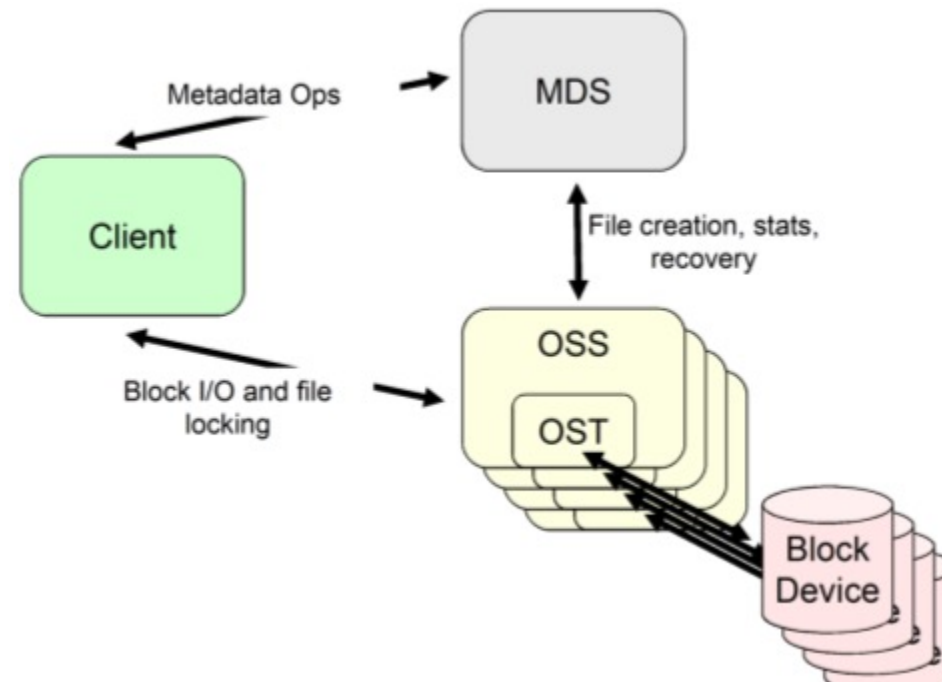 MDS
Metadata Ops
Client
File creation, stats,
recovery
OSS
Block I/O and file
locking
OST
Block
Device